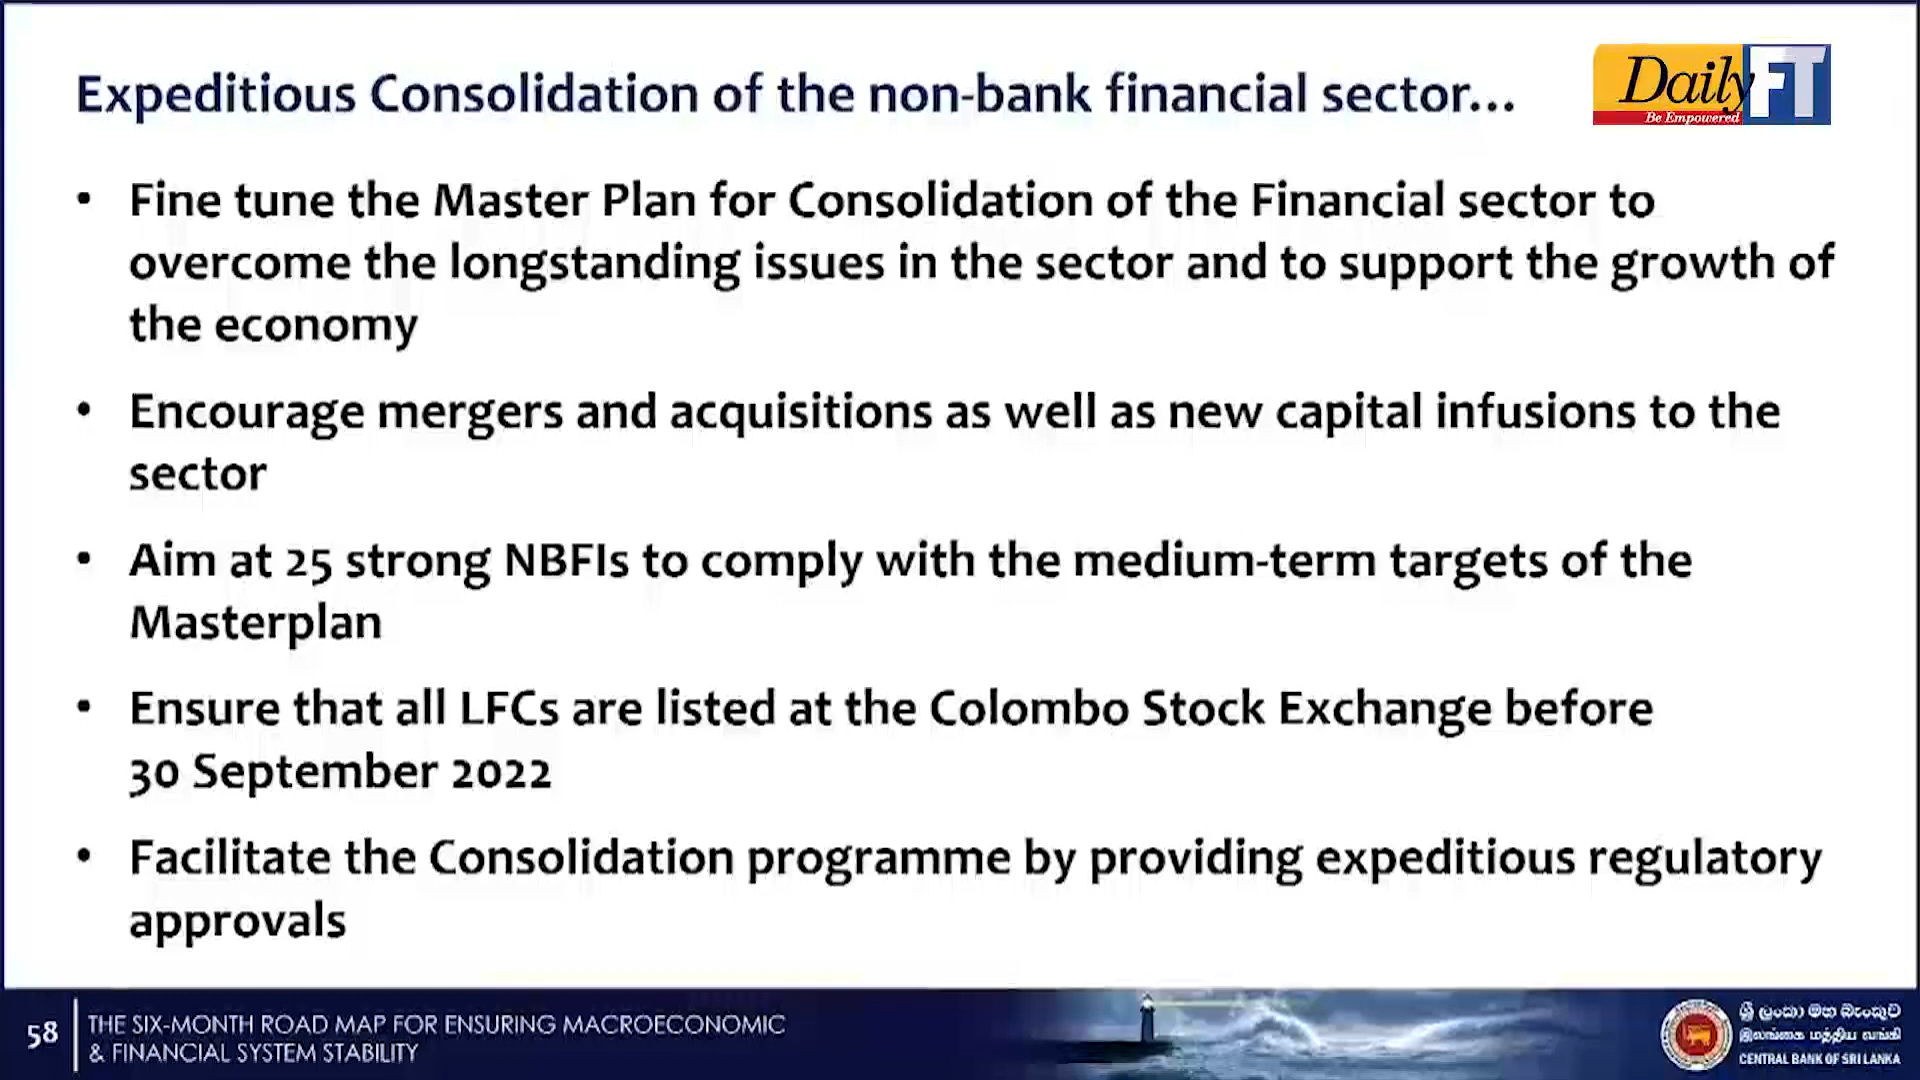 Expeditious Consolidation of the non-bank financial sector...
Daily FT
Be Empowered
• Fine tune the Master Plan for Consolidation of the Financial sector to
overcome the longstanding issues in the sector and to support the growth of
the economy
• Encourage mergers and acquisitions as well as new capital infusions to the
sector
• Aim at 25 strong NBFIs to comply with the medium-term targets of the
Masterplan
• Ensure that all LFCs are listed at the Colombo Stock Exchange before
30 September 2022
• Facilitate the Consolidation programme by providing expeditious regulatory
approvals
58
THE SIX-MONTH ROAD MAP FOR ENSURING MACROECONOMIC
& FINANCIAL SYSTEM STABILITY
ශ්‍රී ලංකා මහ බැංකුව
இலங்கை மத்திய வங்கி
CENTRAL BANK OF SRI LANKA